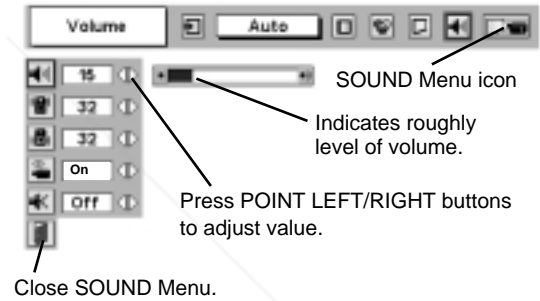 Volume
Auto
SOUND Menu icon
15
32
Indicates roughly
level of volume.
32
On
Off
Press POINT LEFT/RIGHT buttons
to adjust value.
Close SOUND Menu.